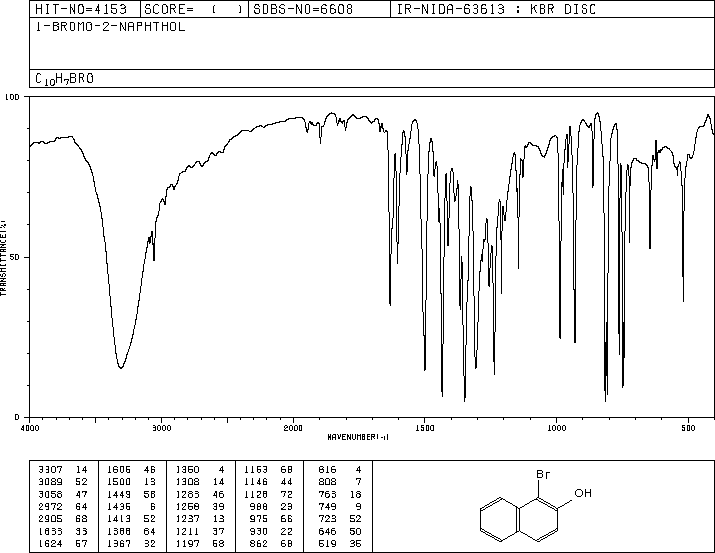 HIT-NO=4153 SCORE= ( ) SDBS-NO=6608 IR-NIDA-63613 : KBR DISC
1-BROMO-2-NAPHTHOL
C10H7BRO
100
TRANSMITTANCE(%)
50
0
4000 3000 2000 1500 1000 500
WAVENUMBER(-1)
3307 14 1606 46 1350 4 1153 68 816 4
3089 52 1500 13 1308 14 1146 44 808 7
3058 47 1449 58 1283 46 1128 72 763 18
2972 64 1436 6 1258 39 988 23 749 9
2905 68 1413 52 1237 13 975 66 723 52
1633 33 1388 64 1211 37 930 22 646 50
1624 67 1367 32 1197 58 862 68 519 35
Br
OH